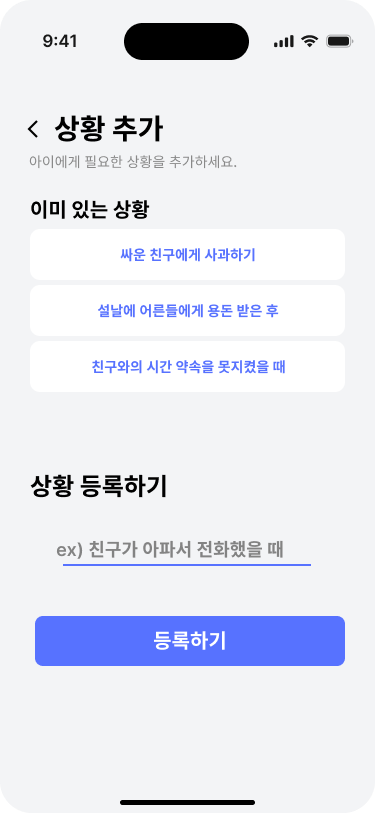 9:41
상황 추가
아이에게 필요한 상황을 추가하세요.
이미 있는 상황
싸운 친구에게 사과하기
설날에 어른들에게 용돈 받은 후
친구와의 시간 약속을 못지켰을 때
상황 등록하기
ex) 친구가 아파서 전화했을 때
등록하기